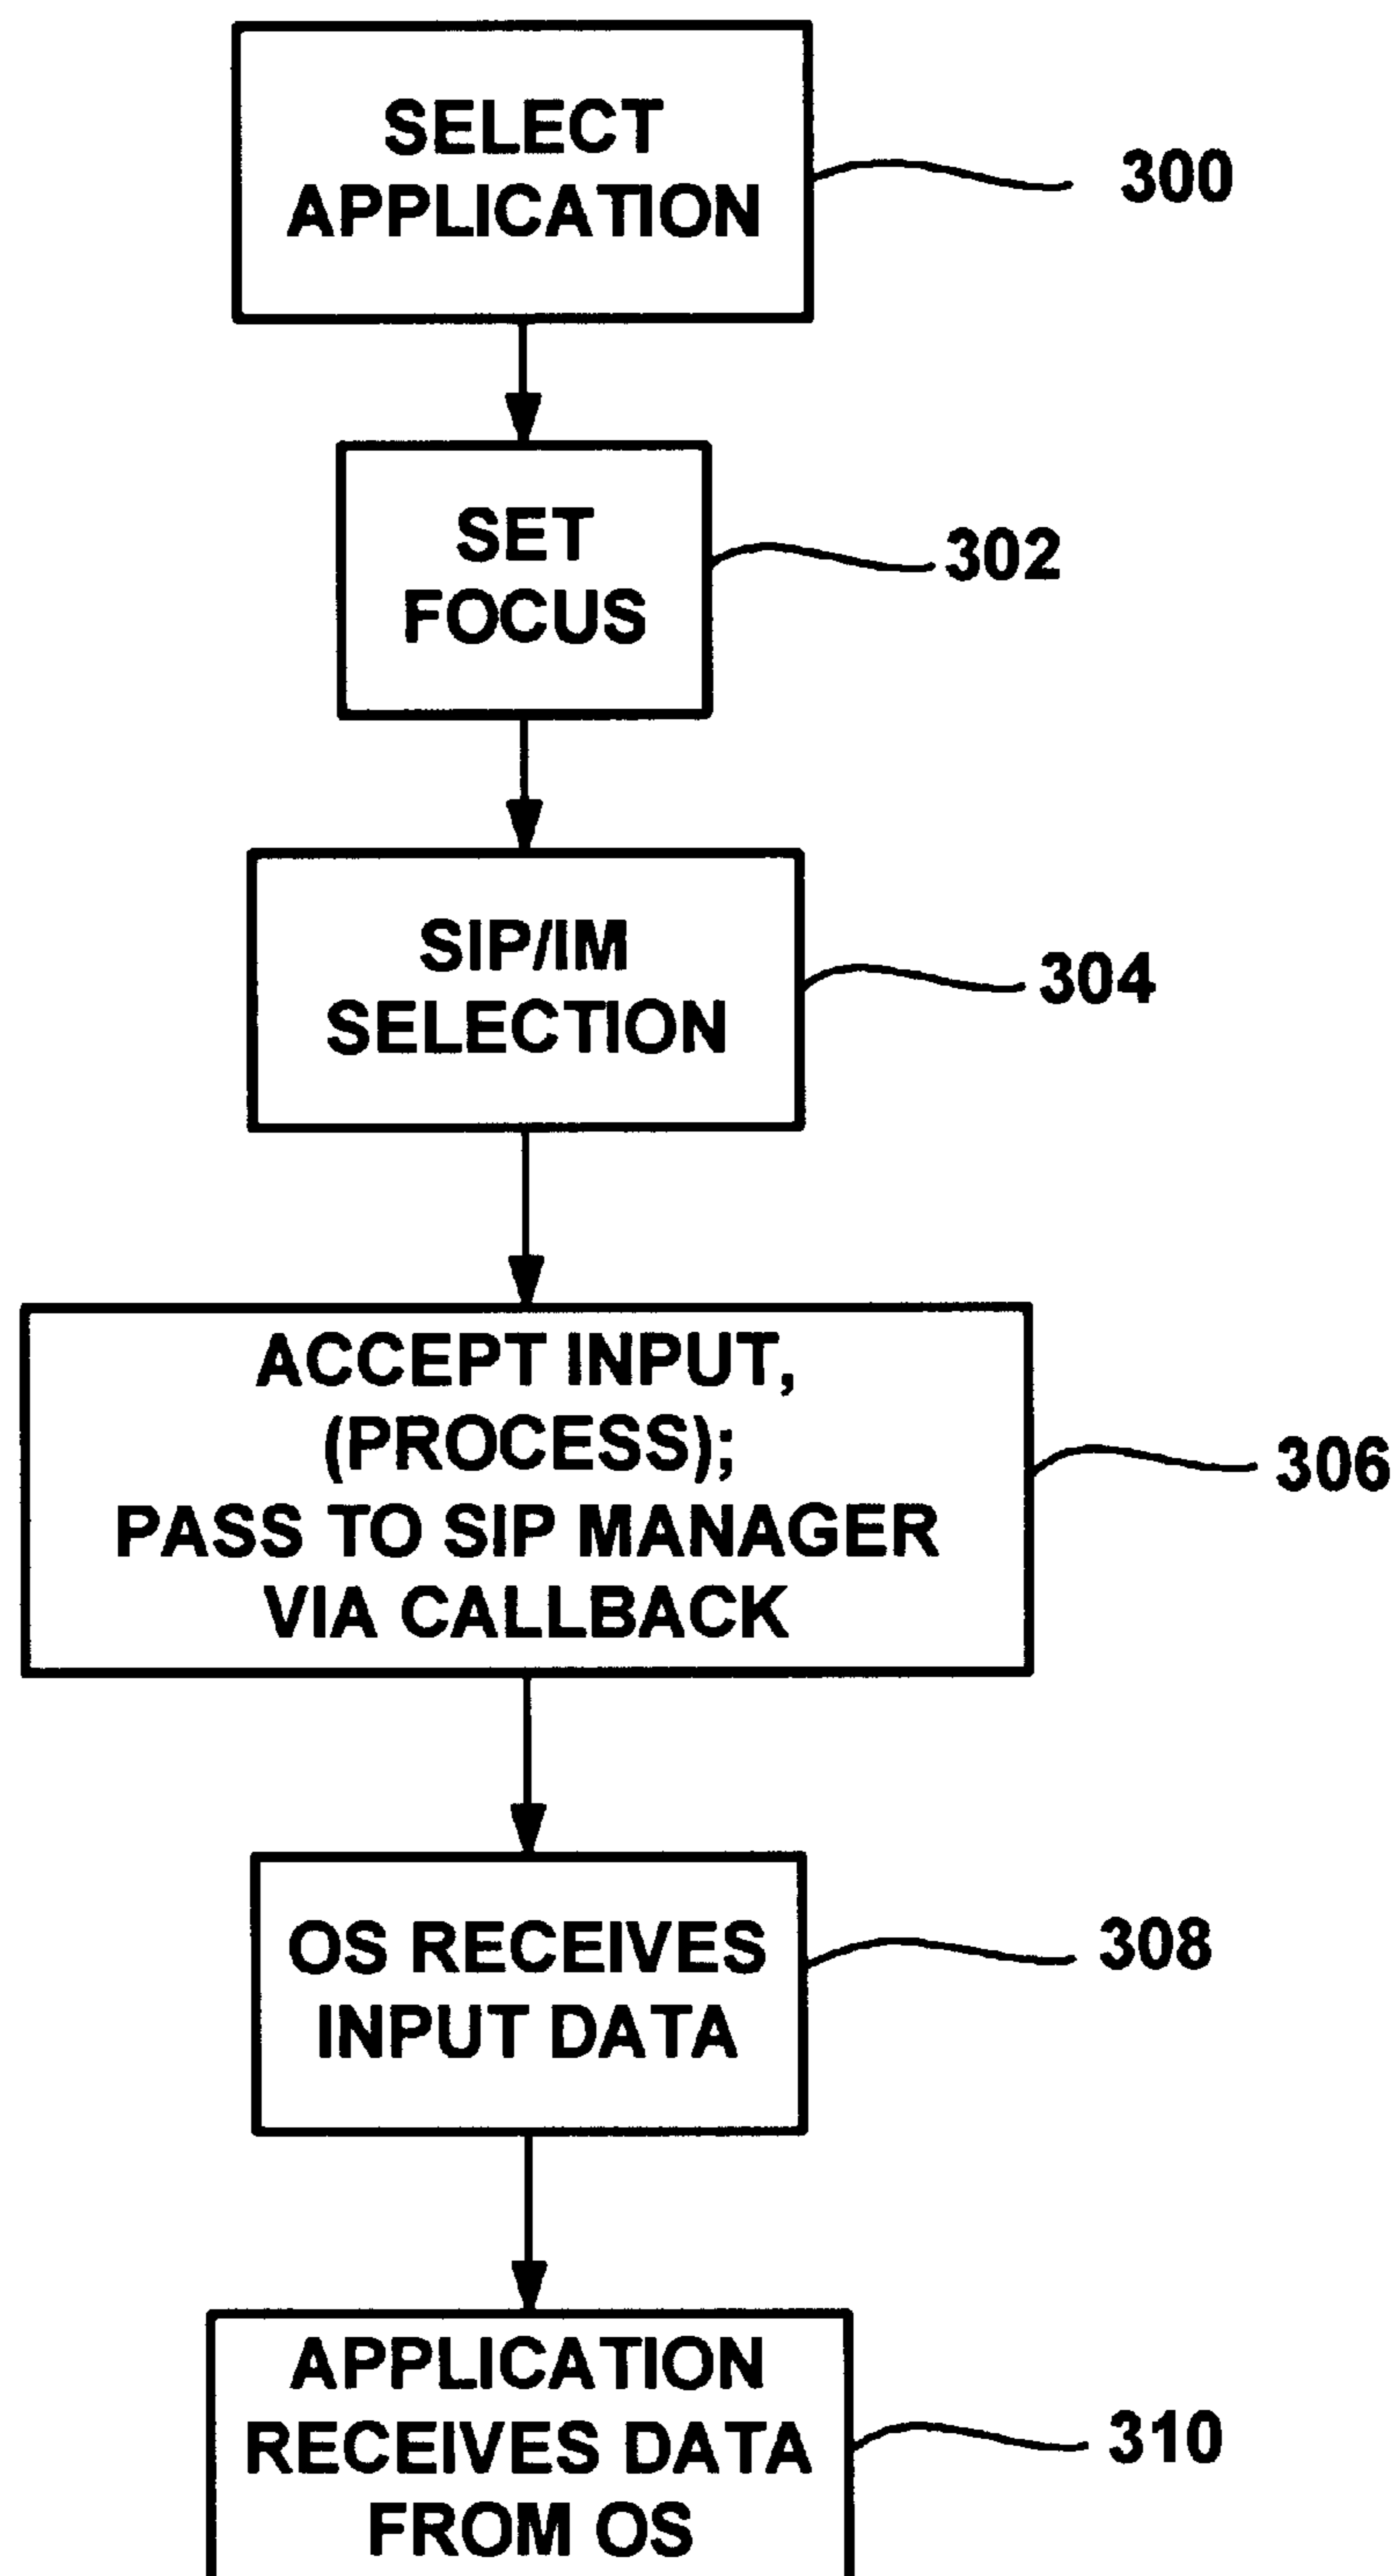 SELECT
APPLICATION
300
SET
FOCUS
302
SIP/IM
SELECTION
304
ACCEPT INPUT,
(PROCESS);
PASS TO SIP MANAGER
VIA CALLBACK
306
OS RECEIVES
INPUT DATA
308
APPLICATION
RECEIVES DATA
FROM OS
310